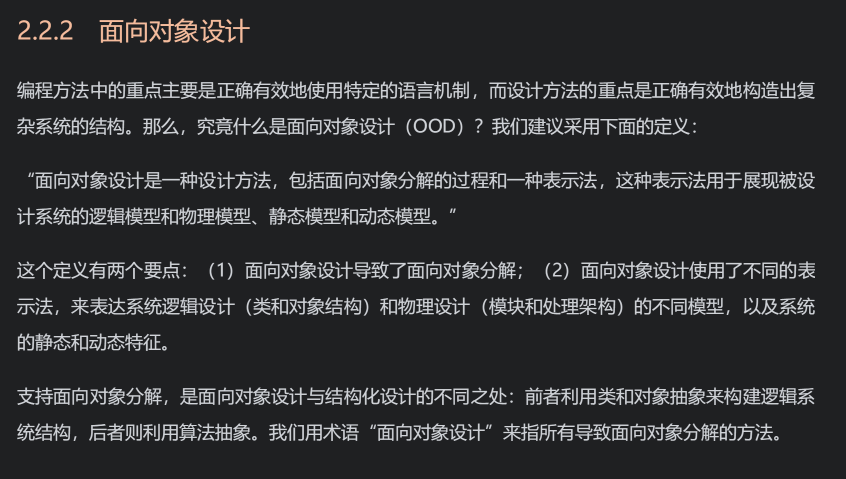 2.2.2 面向对象设计
编程方法中的重点主要是正确有效地使用特定的语言机制，而设计方法的重点是正确有效地构造出复
杂系统的结构。那么，究竟什么是面向对象设计（OOD）？我们建议采用下面的定义：
“面向对象设计是一种设计方法，包括面向对象分解的过程和一种表示法，这种表示法用于展现被设
计系统的逻辑模型和物理模型、静态模型和动态模型。”
这个定义有两个要点：（1）面向对象设计导致了面向对象分解；（2）面向对象设计使用了不同的表
示法，来表达系统逻辑设计（类和对象结构）和物理设计（模块和处理架构）的不同模型，以及系统
的静态和动态特征。
支持面向对象分解，是面向对象设计与结构化设计的不同之处：前者利用类和对象抽象来构建逻辑系
统结构，后者则利用算法抽象。我们用术语“面向对象设计”来指所有导致面向对象分解的方法。